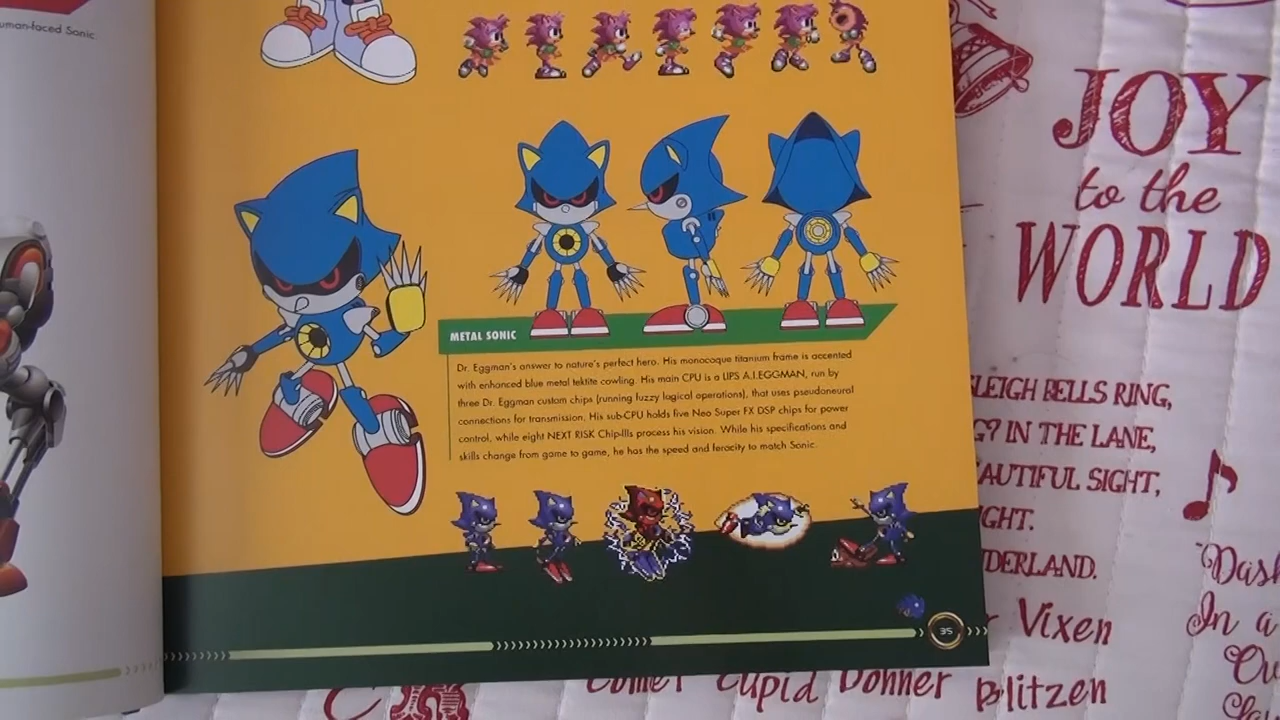 uman-faced Sonic.
METAL SONIC
Dr. Eggman's answer to nature's perfect hero. His monocoque titanium frame is accented
with enhanced blue metal tektite cowling. His main CPU is a LIPS A.I.EGGMAN, run by
three Dr. Eggman custom chips (running fuzzy logical operations), that uses pseudoneural
connections for transmission. His sub-CPU holds five Neo Super FX DSP chips for power
control, while eight NEXT RISK Chip-IIIs process his vision. While his specifications and
skills change from game to game, he has the speed and ferocity to match Sonic.
35
JOY
to the
WORLD
LEIGH BELLS RING,
G? IN THE LANE,
AUTIFUL SIGHT,
GHT.
DERLAND.
Vixen
Comet Cupid Donner Blitzen
Dash
In a